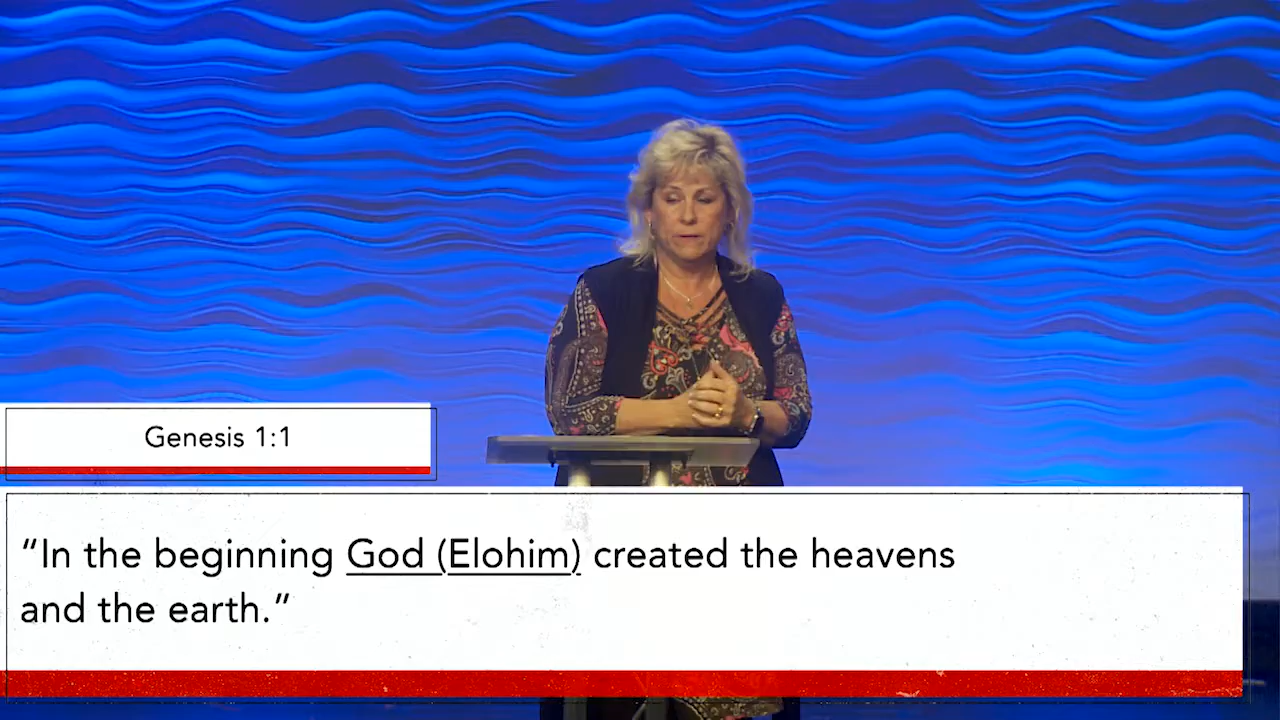 Genesis 1:1
“In the beginning God (Elohim) created the heavens
and the earth.”